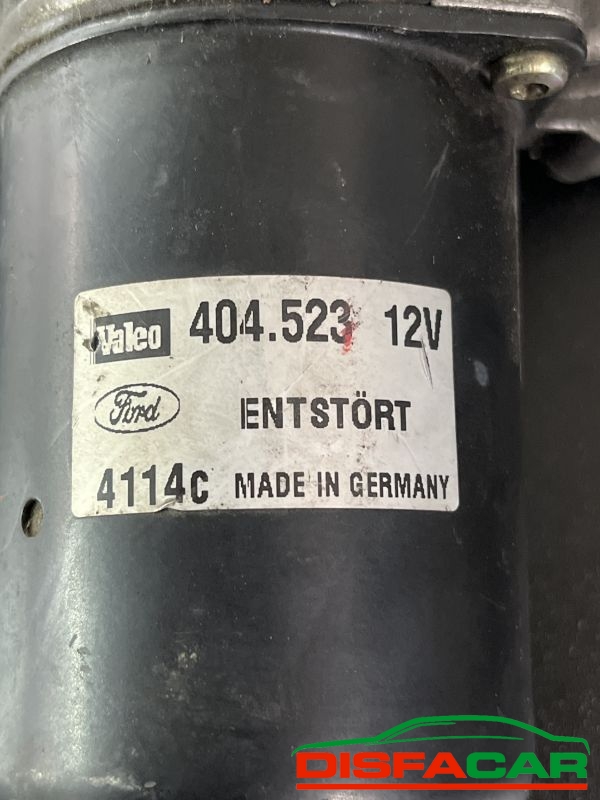 Valeo 404.523 12V
Ford ENTSTÖRT
4114C MADE IN GERMANY
DISFACAR